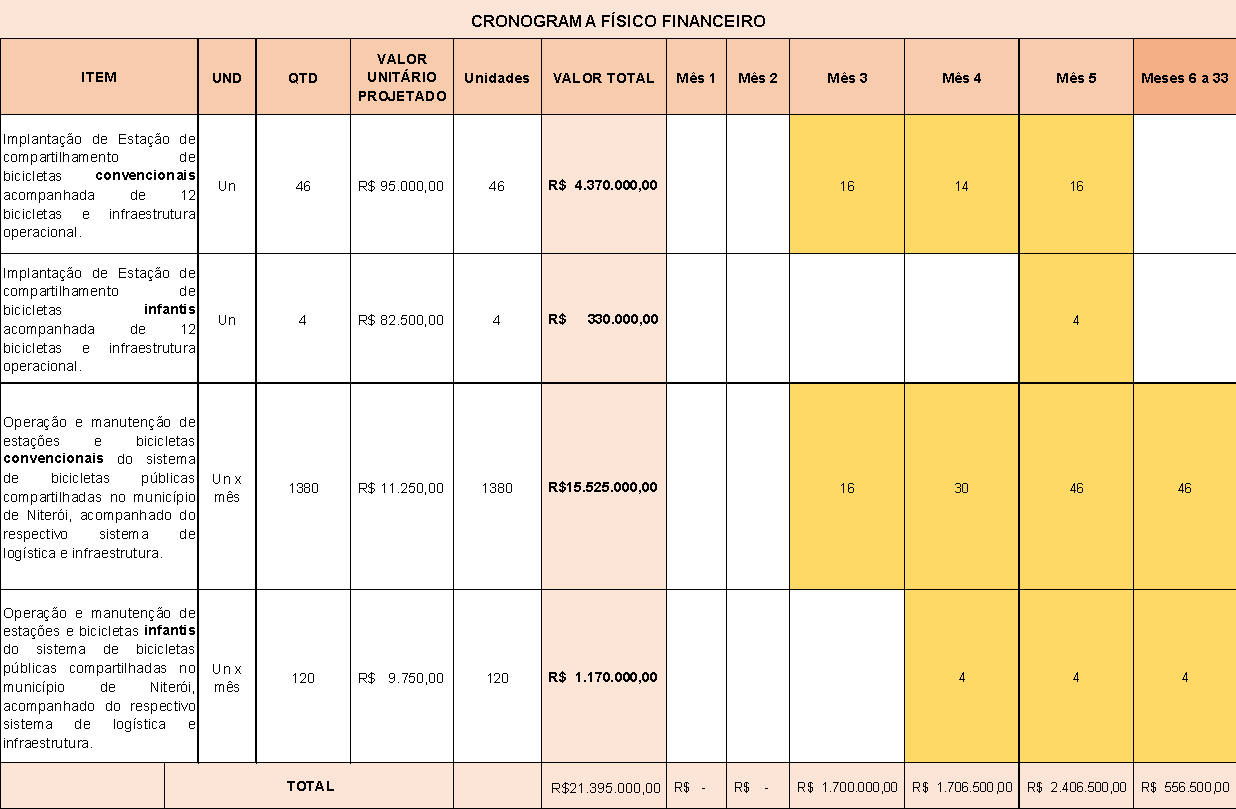 CRONOGRAMA FÍSICO FINANCEIRO
ITEM
UND
QTD
VALOR
UNITÁRIO
PROJETADO
Unidades
VALOR TOTAL
Mês 1
Mês 2
Mês 3
Mês 4
Mês 5
Meses 6 a 33
Implantação de Estação de
compartilhamento de
bicicletas convencionais
acompanhada de 12
bicicletas e infraestrutura
operacional.
Un
46
R$ 95.000,00
46
R$ 4.370.000,00
16
14
16
Implantação de Estação de
compartilhamento de
bicicletas infantis
acompanhada de 12
bicicletas e infraestrutura
operacional.
Un
4
R$ 82.500,00
4
R$ 330.000,00
4
Operação e manutenção de
estações e bicicletas
convencionais do sistema
de bicicletas públicas
compartilhadas no município
de Niterói, acompanhado do
respectivo sistema de
logística e infraestrutura.
Un x
mês
1380
R$ 11.250,00
1380
R$15.525.000,00
16
30
46
46
Operação e manutenção de
estações e bicicletas infantis
do sistema de bicicletas
públicas compartilhadas no
município de Niterói,
acompanhado do respectivo
sistema de logística e
infraestrutura.
Un x
mês
120
R$ 9.750,00
120
R$ 1.170.000,00
4
4
4
TOTAL
R$21.395.000,00
R$ -
R$ -
R$ 1.700.000,00
R$ 1.706.500,00
R$ 2.406.500,00
R$ 556.500,00